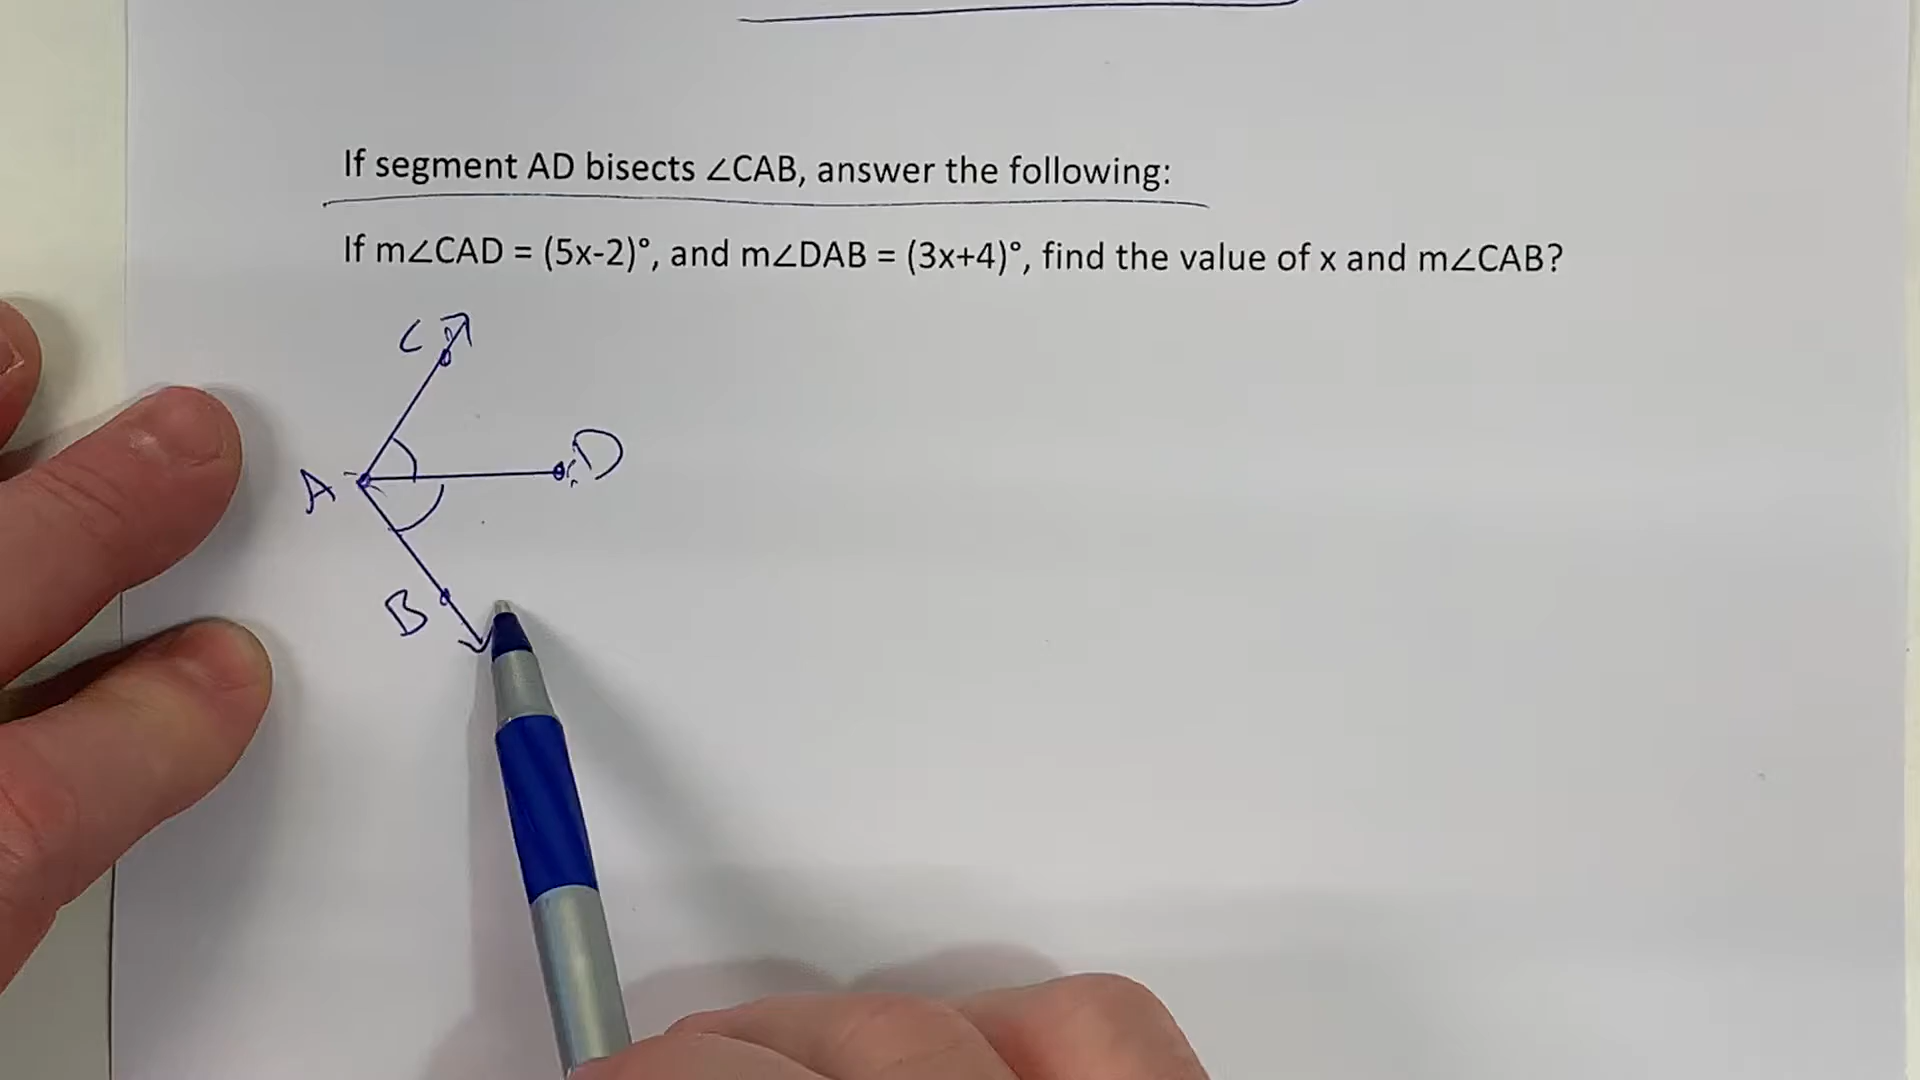 If segment AD bisects ∠CAB, answer the following:
If m∠CAD = (5x-2)°, and m∠DAB = (3x+4)°, find the value of x and m∠CAB?
C
D
A
B